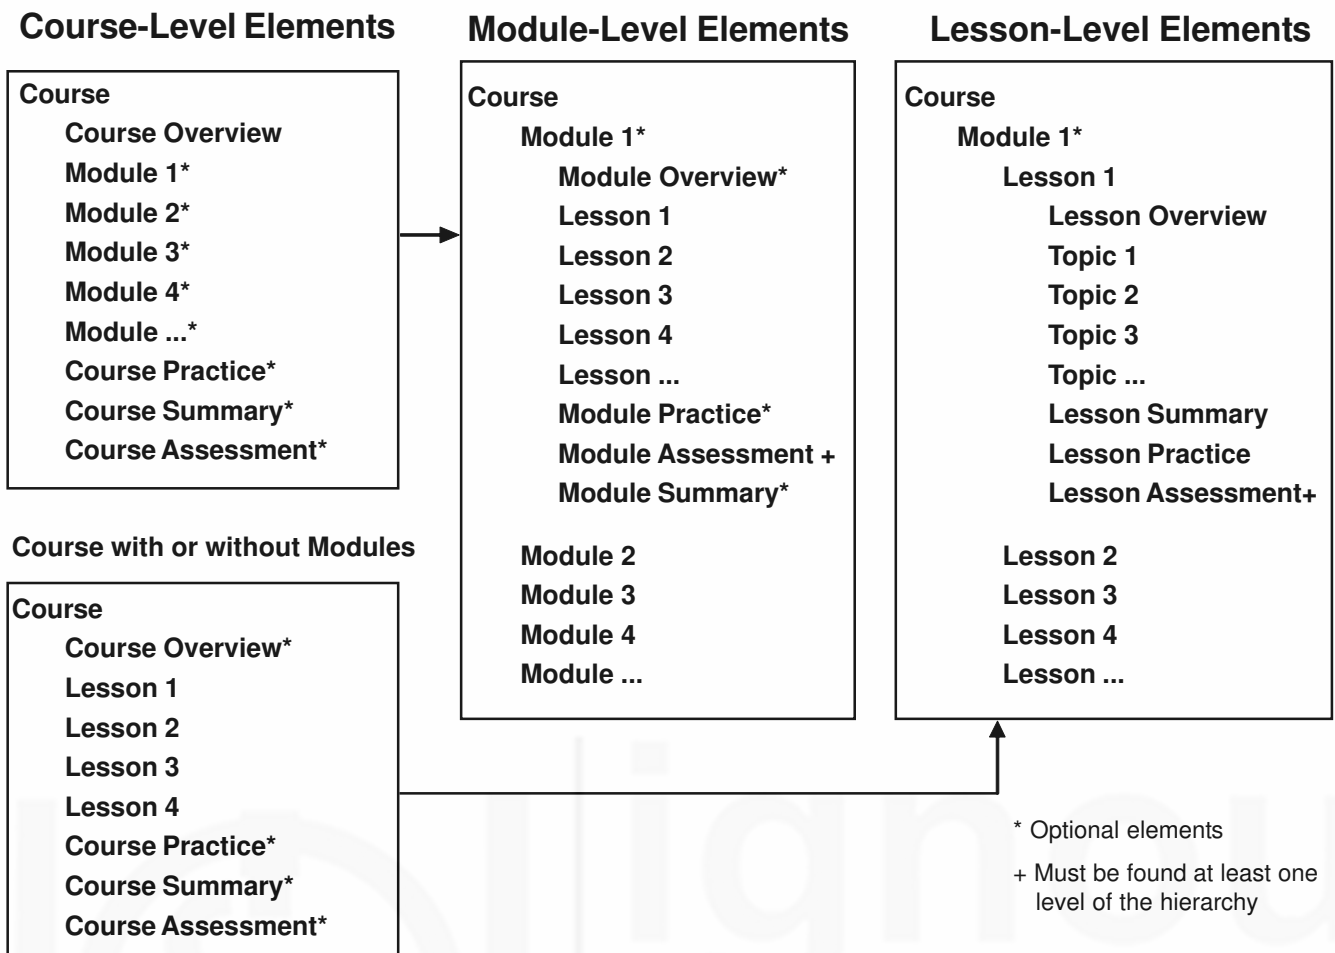 Course-Level Elements
Course
Course Overview
Module 1*
Module 2*
Module 3*
Module 4*
Module ...*
Course Practice*
Course Summary*
Course Assessment*
Course with or without Modules
Course
Course Overview*
Lesson 1
Lesson 2
Lesson 3
Lesson 4
Course Practice*
Course Summary*
Course Assessment*
Module-Level Elements
Course
Module 1*
Module Overview*
Lesson 1
Lesson 2
Lesson 3
Lesson 4
Lesson ...
Module Practice*
Module Assessment +
Module Summary*
Module 2
Module 3
Module 4
Module ...
Lesson-Level Elements
Course
Module 1*
Lesson 1
Lesson Overview
Topic 1
Topic 2
Topic 3
Topic ...
Lesson Summary
Lesson Practice
Lesson Assessment+
Lesson 2
Lesson 3
Lesson 4
Lesson ...
* Optional elements
+ Must be found at least one
level of the hierarchy
ignou